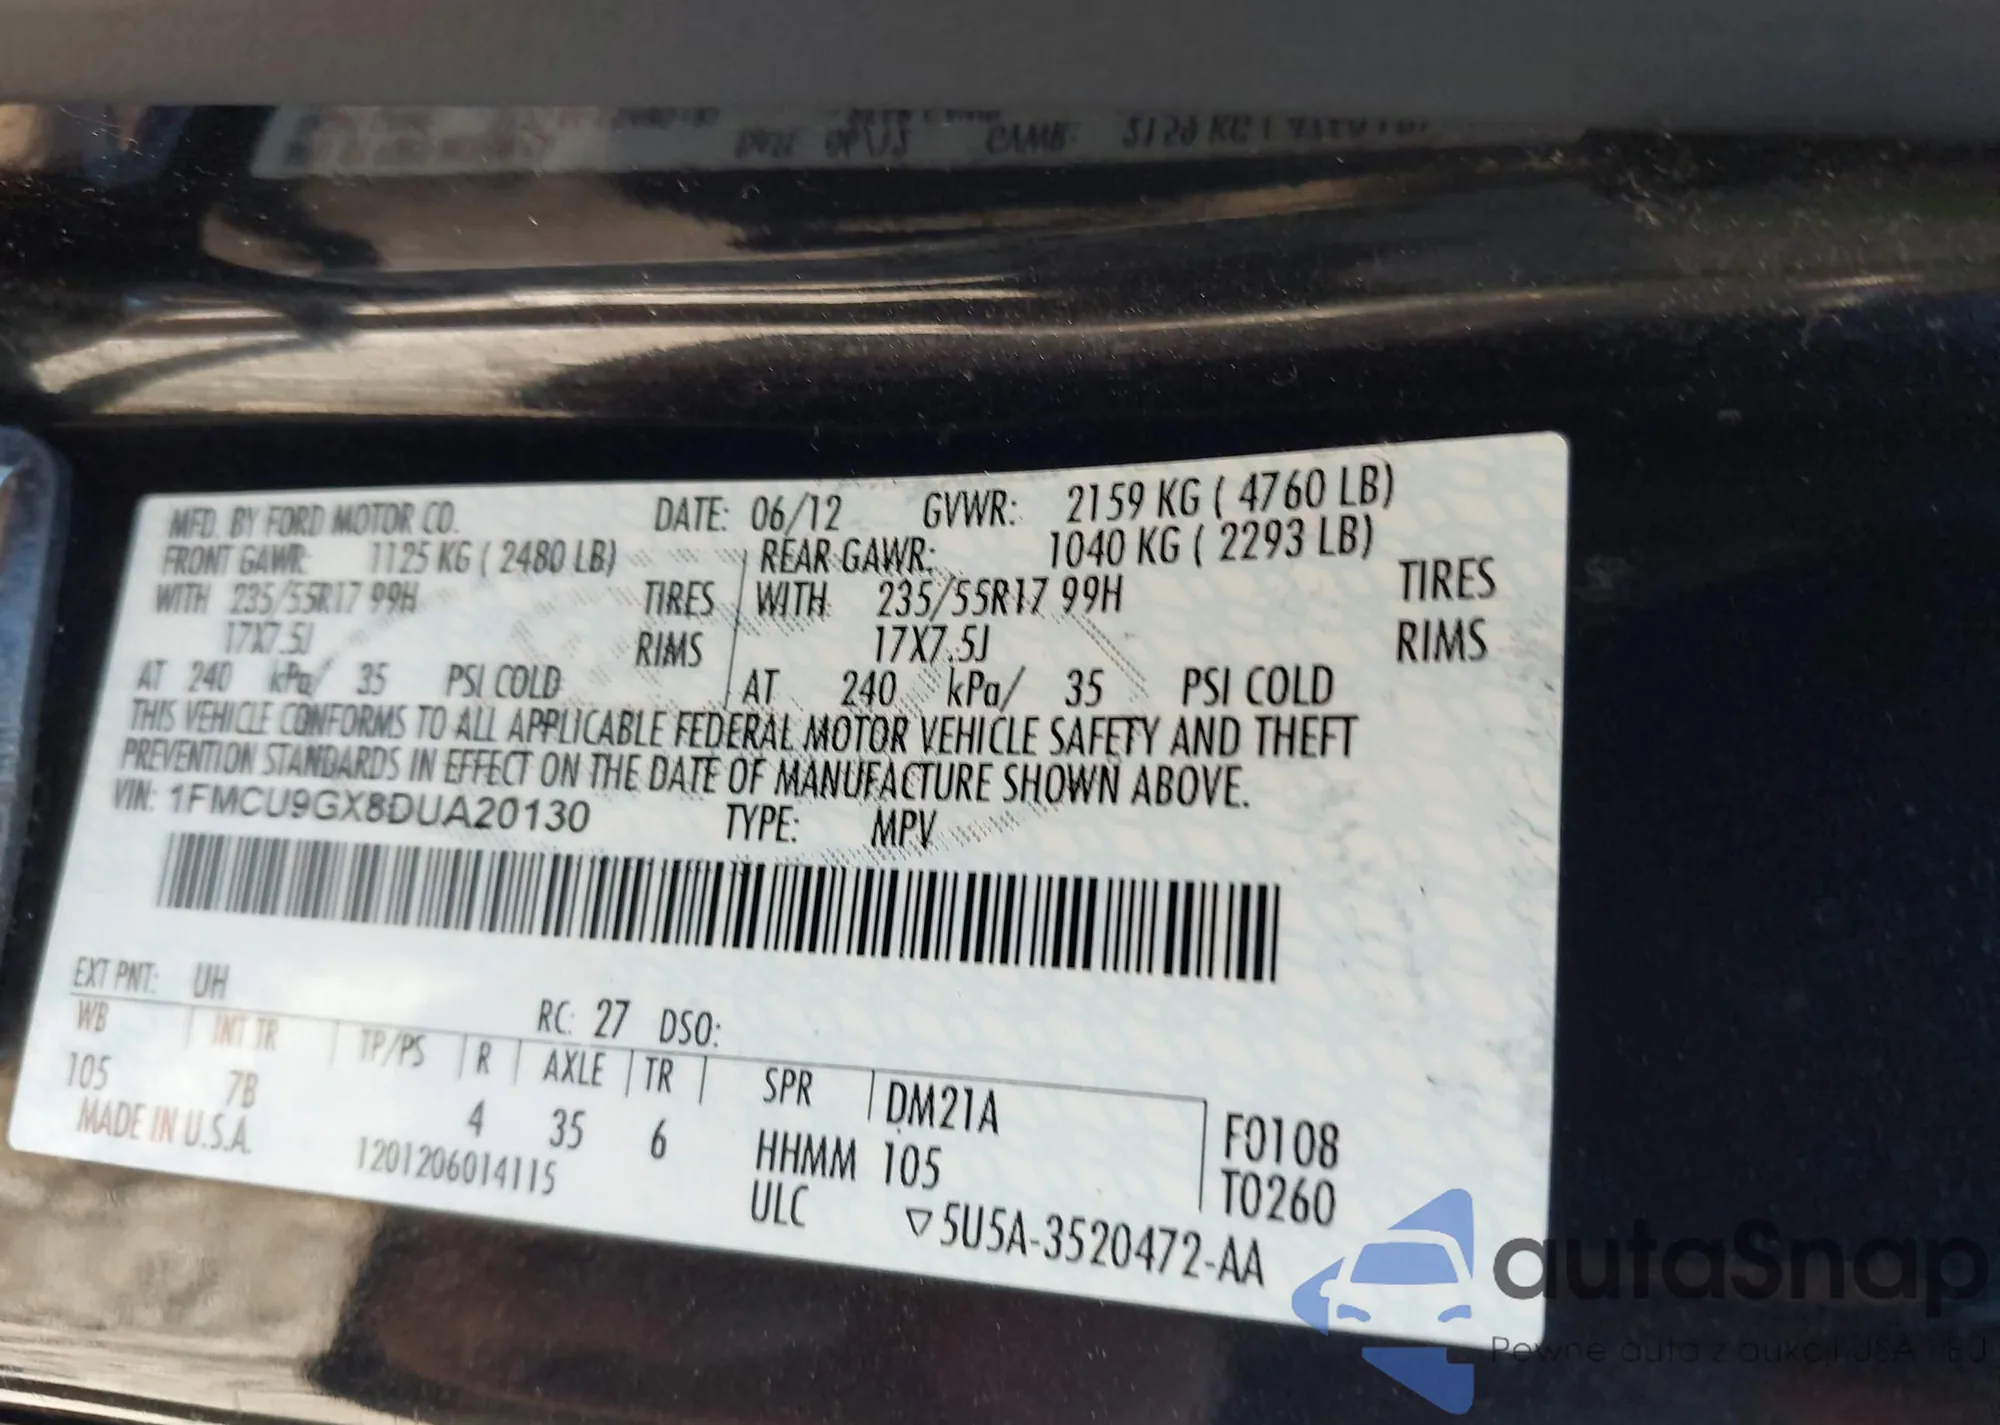 MFD. BY FORD MOTOR CO. DATE: 06/12 GVWR: 2159 KG ( 4760 LB)
FRONT GAWR: 1125 KG ( 2480 LB) REAR GAWR: 1040 KG ( 2293 LB)
WITH 235/55R17 99H TIRES WITH 235/55R17 99H TIRES
17X7.5J RIMS 17X7.5J RIMS
AT 240 kPa/ 35 PSI COLD AT 240 kPa/ 35 PSI COLD
THIS VEHICLE CONFORMS TO ALL APPLICABLE FEDERAL MOTOR VEHICLE SAFETY AND THEFT
PREVENTION STANDARDS IN EFFECT ON THE DATE OF MANUFACTURE SHOWN ABOVE.
VIN: 1FMCU9GX8DUA20130 TYPE: MPV
EXT PNT: UH RC: 27 DSO:
WB INT TR TP/PS R AXLE TR SPR DM21A F0108
105 7B 4 35 6 HHMM 105 T0260
MADE IN U.S.A. 1201206014115 ULC ▽5U5A-3520472-AA
autaSnap
Pewne auta z aukcji USA i EU